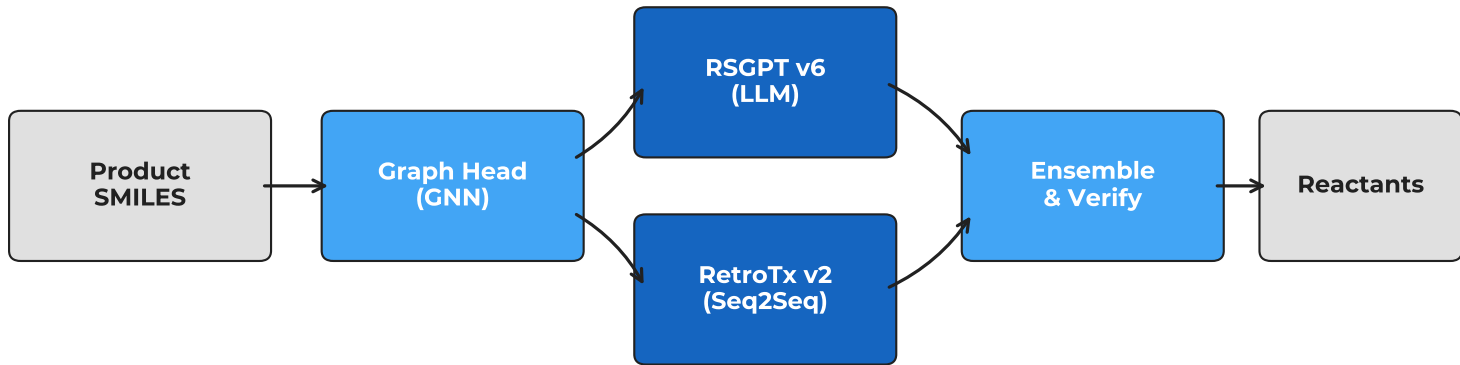 Product
SMILES
Graph Head
(GNN)
RSGPT v6
(LLM)
RetroTx v2
(Seq2Seq)
Ensemble
& Verify
Reactants